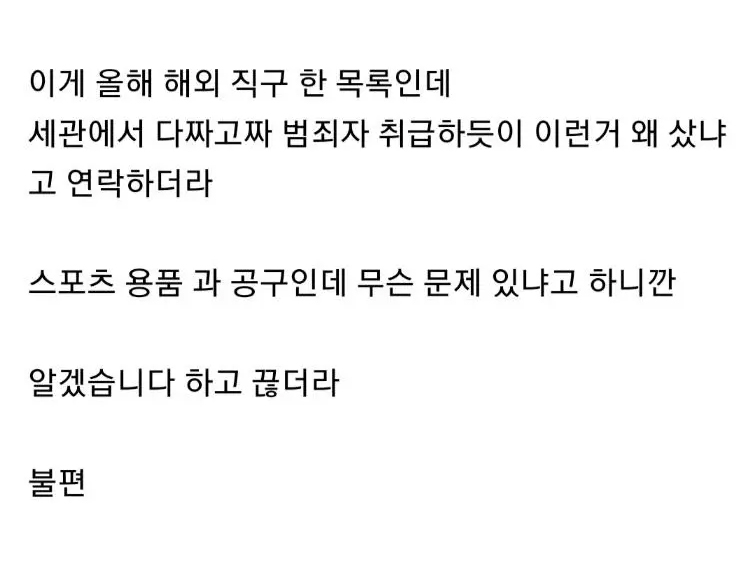 이게 올해 해외 직구 한 목록인데
세관에서 다짜고짜 범죄자 취급하듯이 이런거 왜 샀냐
고 연락하더라
스포츠 용품 과 공구인데 무슨 문제 있냐고 하니깐
알겠습니다 하고 끊더라
불편